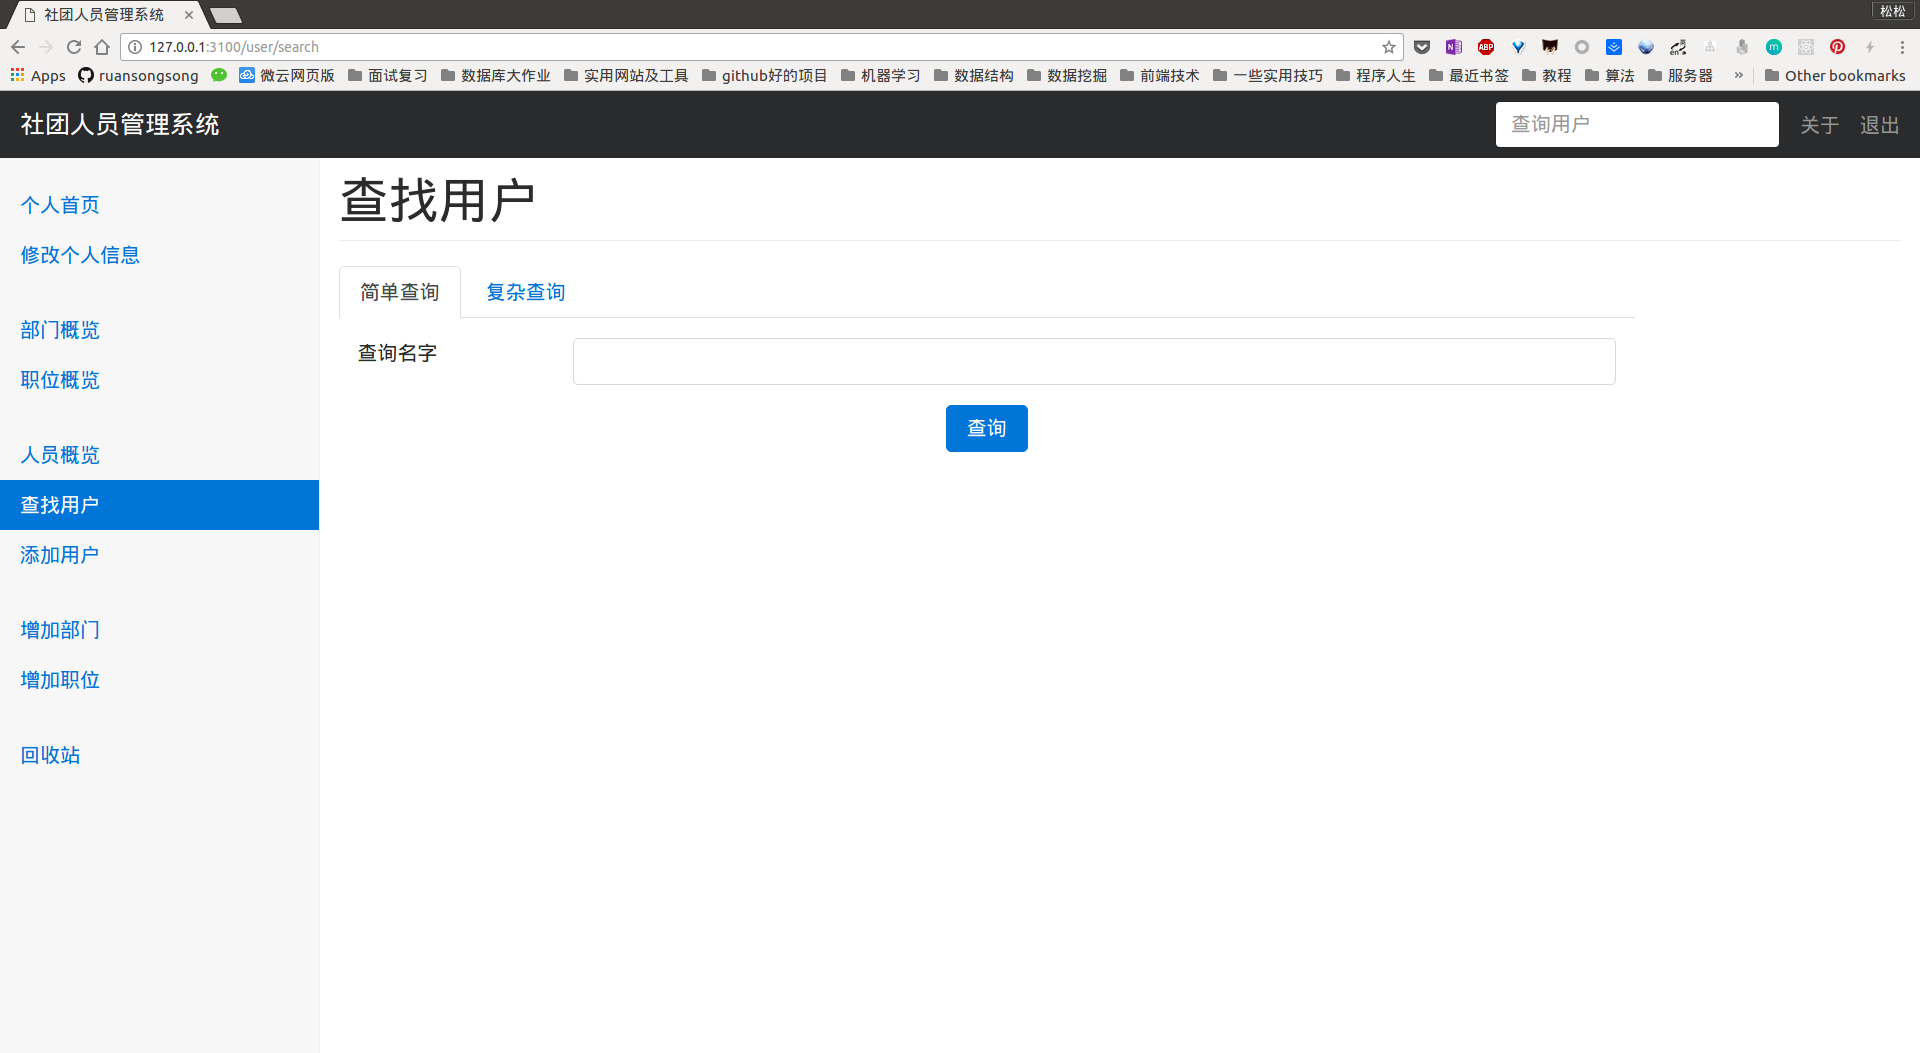 社团人员管理系统
松松
127.0.0.1:3100/user/search
Apps ruansongsong 微云网页版 面试复习 数据库大作业 实用网站及工具 github好的项目 机器学习 数据结构 数据挖掘 前端技术 一些实用技巧 程序人生 最近书签 教程 算法 服务器 » Other bookmarks
社团人员管理系统 查询用户 关于 退出
个人首页
修改个人信息
部门概览
职位概览
人员概览
查找用户
添加用户
增加部门
增加职位
回收站
查找用户
简单查询 复杂查询
查询名字
查询